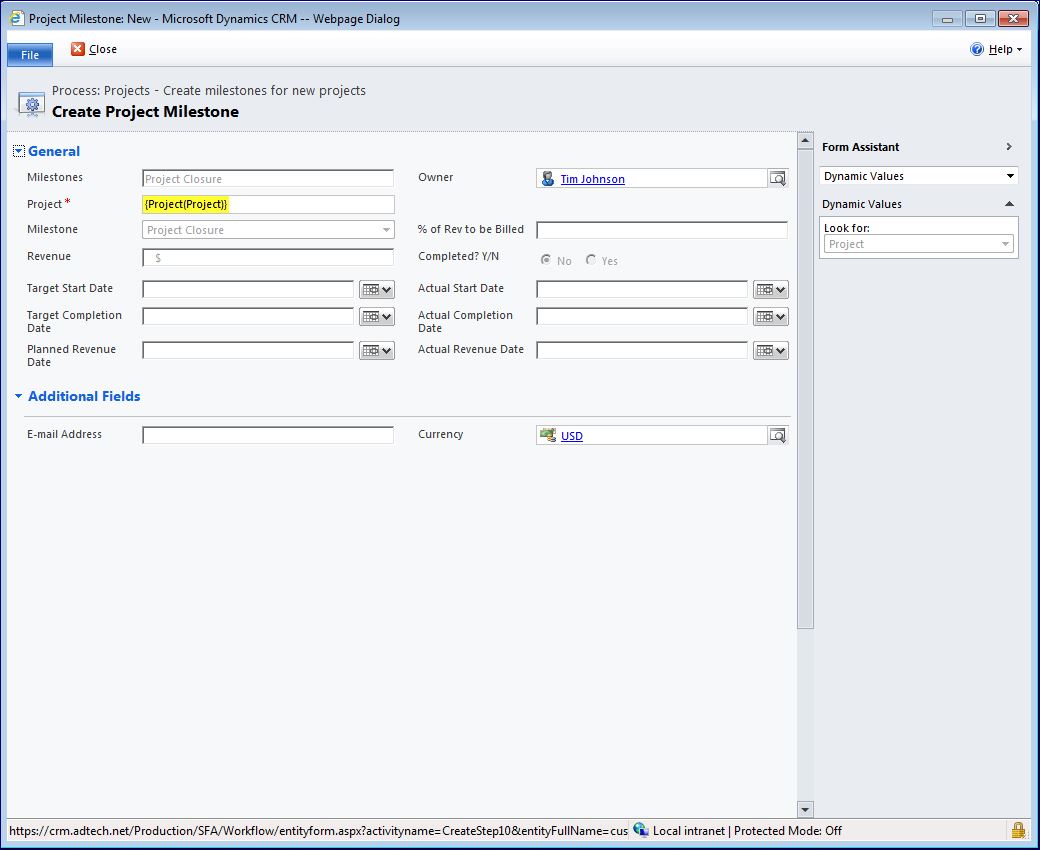 Project Milestone: New - Microsoft Dynamics CRM -- Webpage Dialog
File
Close
Help
Process: Projects - Create milestones for new projects
Create Project Milestone
General
Milestones
Project Closure
Owner
Tim Johnson
Project *
{Project(Project)}
Milestone
Project Closure
% of Rev to be Billed
Revenue
$
Completed? Y/N
No
Yes
Target Start Date
Actual Start Date
Target Completion
Date
Actual Completion
Date
Planned Revenue
Date
Actual Revenue Date
Additional Fields
E-mail Address
Currency
USD
Form Assistant
Dynamic Values
Dynamic Values
Look for:
Project
https://crm.adtech.net/Production/SFA/Workflow/entityform.aspx?activityname=CreateStep10&entityFullName=cus
Local intranet | Protected Mode: Off